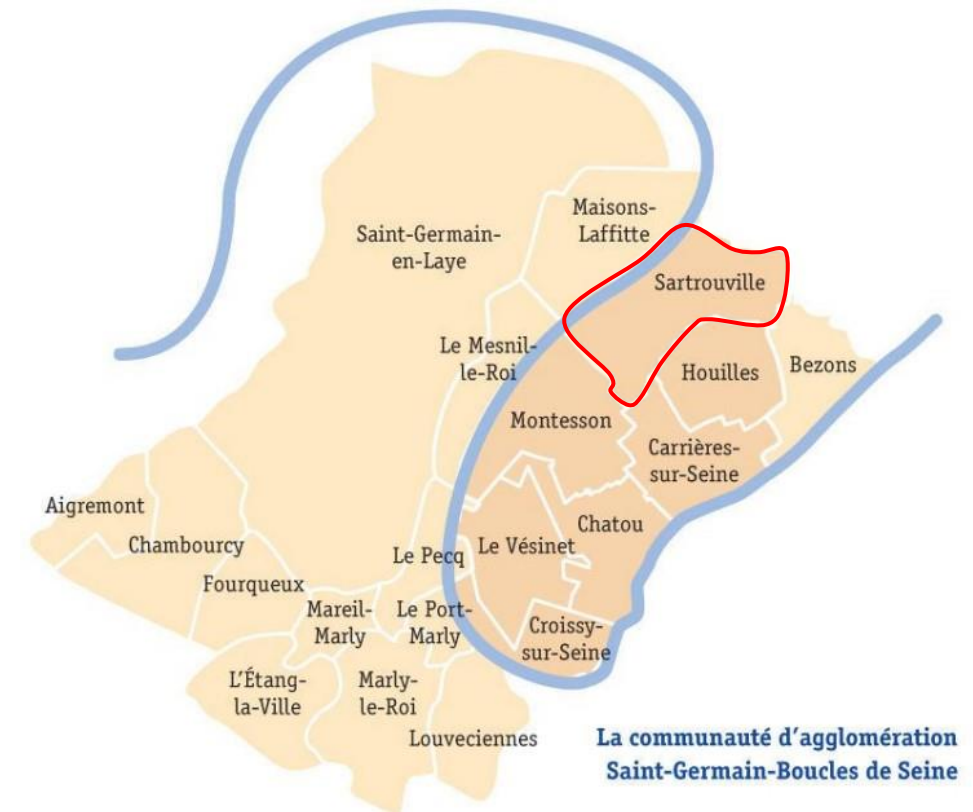 Maisons-
Laffitte
Saint-Germain-
en-Laye
Sartrouville
Le Mesnil-
le-Roi
Houilles
Bezons
Montesson
Carrières-
sur-Seine
Aigremont
Chatou
Chambourcy
Le Vésinet
Le Pecq
Fourqueux
Mareil-
Marly
Le Port-
Marly
Croissy-
sur-Seine
L'Étang-
la-Ville
Marly-
le-Roi
Louveciennes
La communauté d'agglomération
Saint-Germain-Boucles de Seine